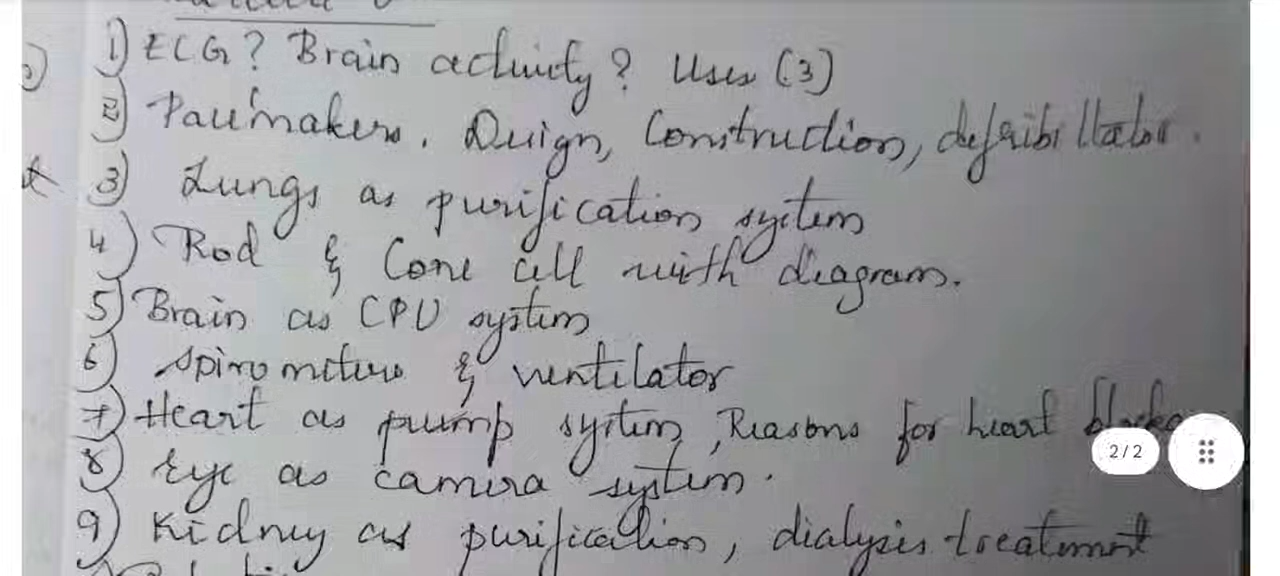 1) ECG? Brain activity? Uses (3)
2) Pacemakers. Design, Construction, defribillator.
3) Lungs as purification system
4) Rod & Cone cell with diagram.
5) Brain as CPU system
6) Spirometers & ventilator
7) Heart as pump system, Reasons for heart
2/2
8) Eye as camera system.
9) Kidney as purification, dialysis treatment